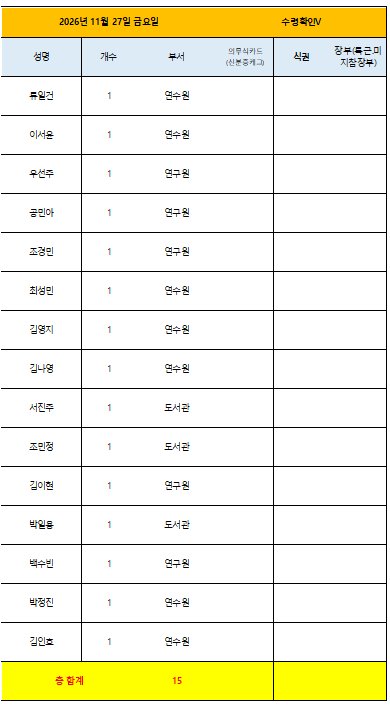 2026년 11월 27일 금요일 수령확인V
성명 개수 부서 의무식카드 식권 장부(특근,미
(신분증태그) 지참장부)
류일건 1 연수원
이서윤 1 연수원
우선주 1 연구원
공민아 1 연구원
조경민 1 연구원
최성민 1 연수원
김영지 1 연수원
김나영 1 연수원
서진주 1 도서관
조민정 1 도서관
김이현 1 연구원
박일용 1 도서관
백수빈 1 연구원
박정진 1 연수원
김인호 1 연수원
총 합계 15